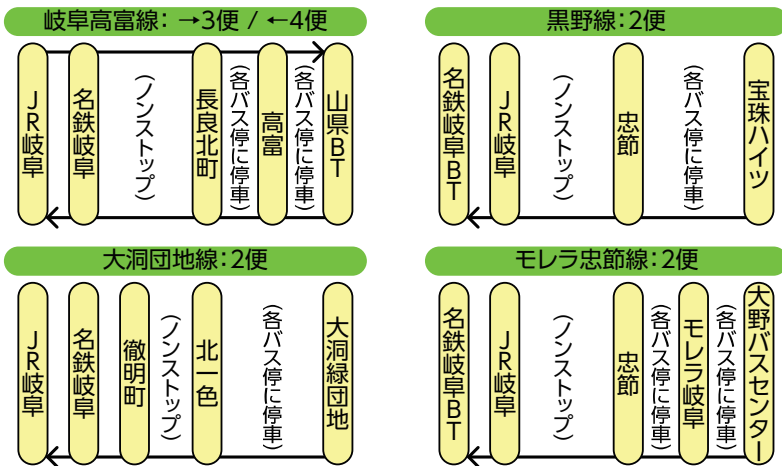 岐阜高富線：→3便 / ←4便
JR岐阜
名鉄岐阜
(ノンストップ)
長良北町
(各バス停に停車)
高富
(各バス停に停車)
山県BT
黒野線：2便
名鉄岐阜BT
JR岐阜
(ノンストップ)
忠節
(各バス停に停車)
宝珠ハイツ
大洞団地線：2便
JR岐阜
名鉄岐阜
徹明町
(ノンストップ)
北一色
(各バス停に停車)
大洞緑団地
モレラ忠節線：2便
名鉄岐阜BT
JR岐阜
(ノンストップ)
忠節
(各バス停に停車)
モレラ岐阜
(各バス停に停車)
大野バスセンター